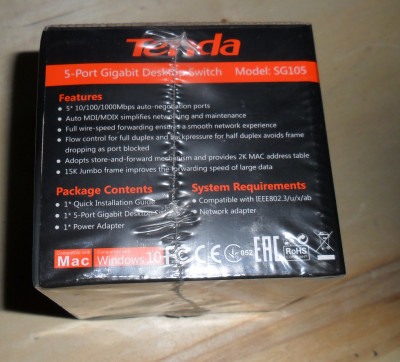 Tenda
5-Port Gigabit Desktop Switch Model: SG105
Features
5* 10/100/1000Mbps auto-negotiation ports
Auto MDI/MDIX simplifies networking and maintenance
Full wire-speed forwarding ensures a smooth network experience
Flow control for full duplex and backpressure for half duplex avoids frame
dropping as port blocked
Adopts store-and-forward mechanism and provides 2K MAC address table
15K Jumbo frame improves the forwarding speed of large data
Package Contents
1* Quick Installation Guide
1* 5-Port Gigabit Desktop Switch
1* Power Adapter
System Requirements
Compatible with IEEE802.3/u/x/ab
Network adapter
Mac
Windows 10
FC CE 052 EAC RoHS